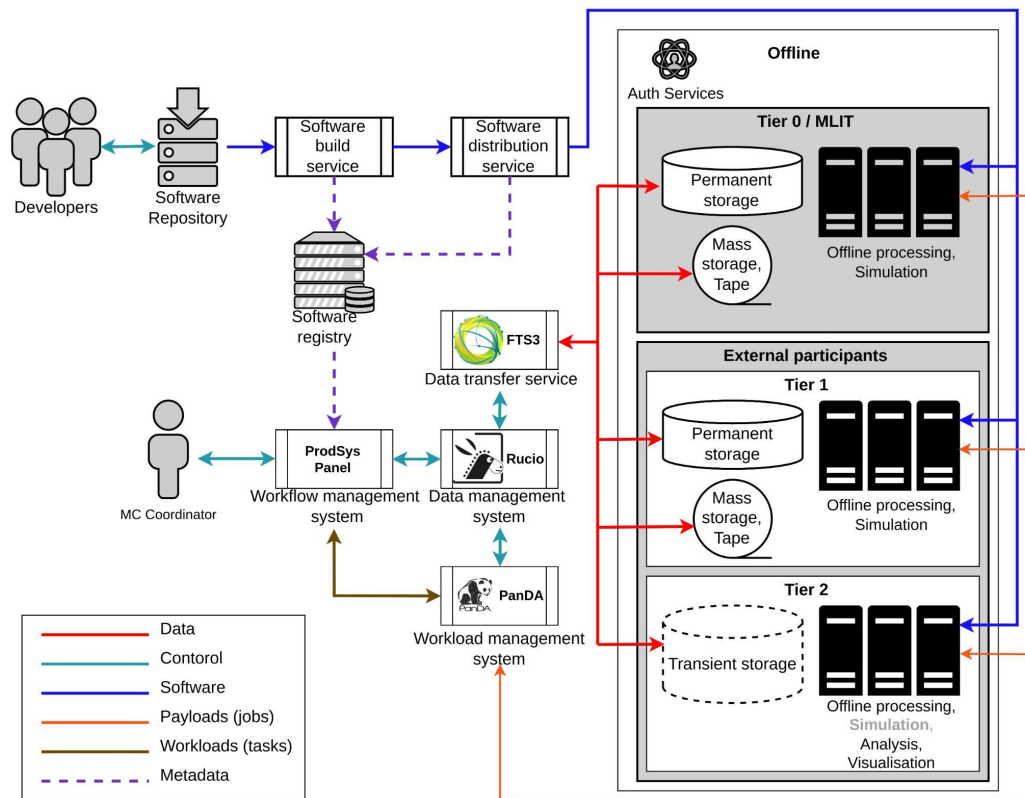 Offline
Auth Services
Developers
Software
Repository
Software
build
service
Software
distribution
service
Tier 0 / MLIT
Permanent
storage
Mass
storage,
Tape
Offline processing,
Simulation
Software
registry
FTS3
Data transfer service
External participants
Tier 1
Permanent
storage
Mass
storage,
Tape
Offline processing,
Simulation
MC Coordinator
ProdSys
Panel
Workflow management
system
Rucio
Data management
system
PanDA
PanDA
Workload management
system
Tier 2
Transient storage
Offline processing,
Simulation,
Analysis,
Visualisation
Data
Contorol
Software
Payloads (jobs)
Workloads (tasks)
Metadata